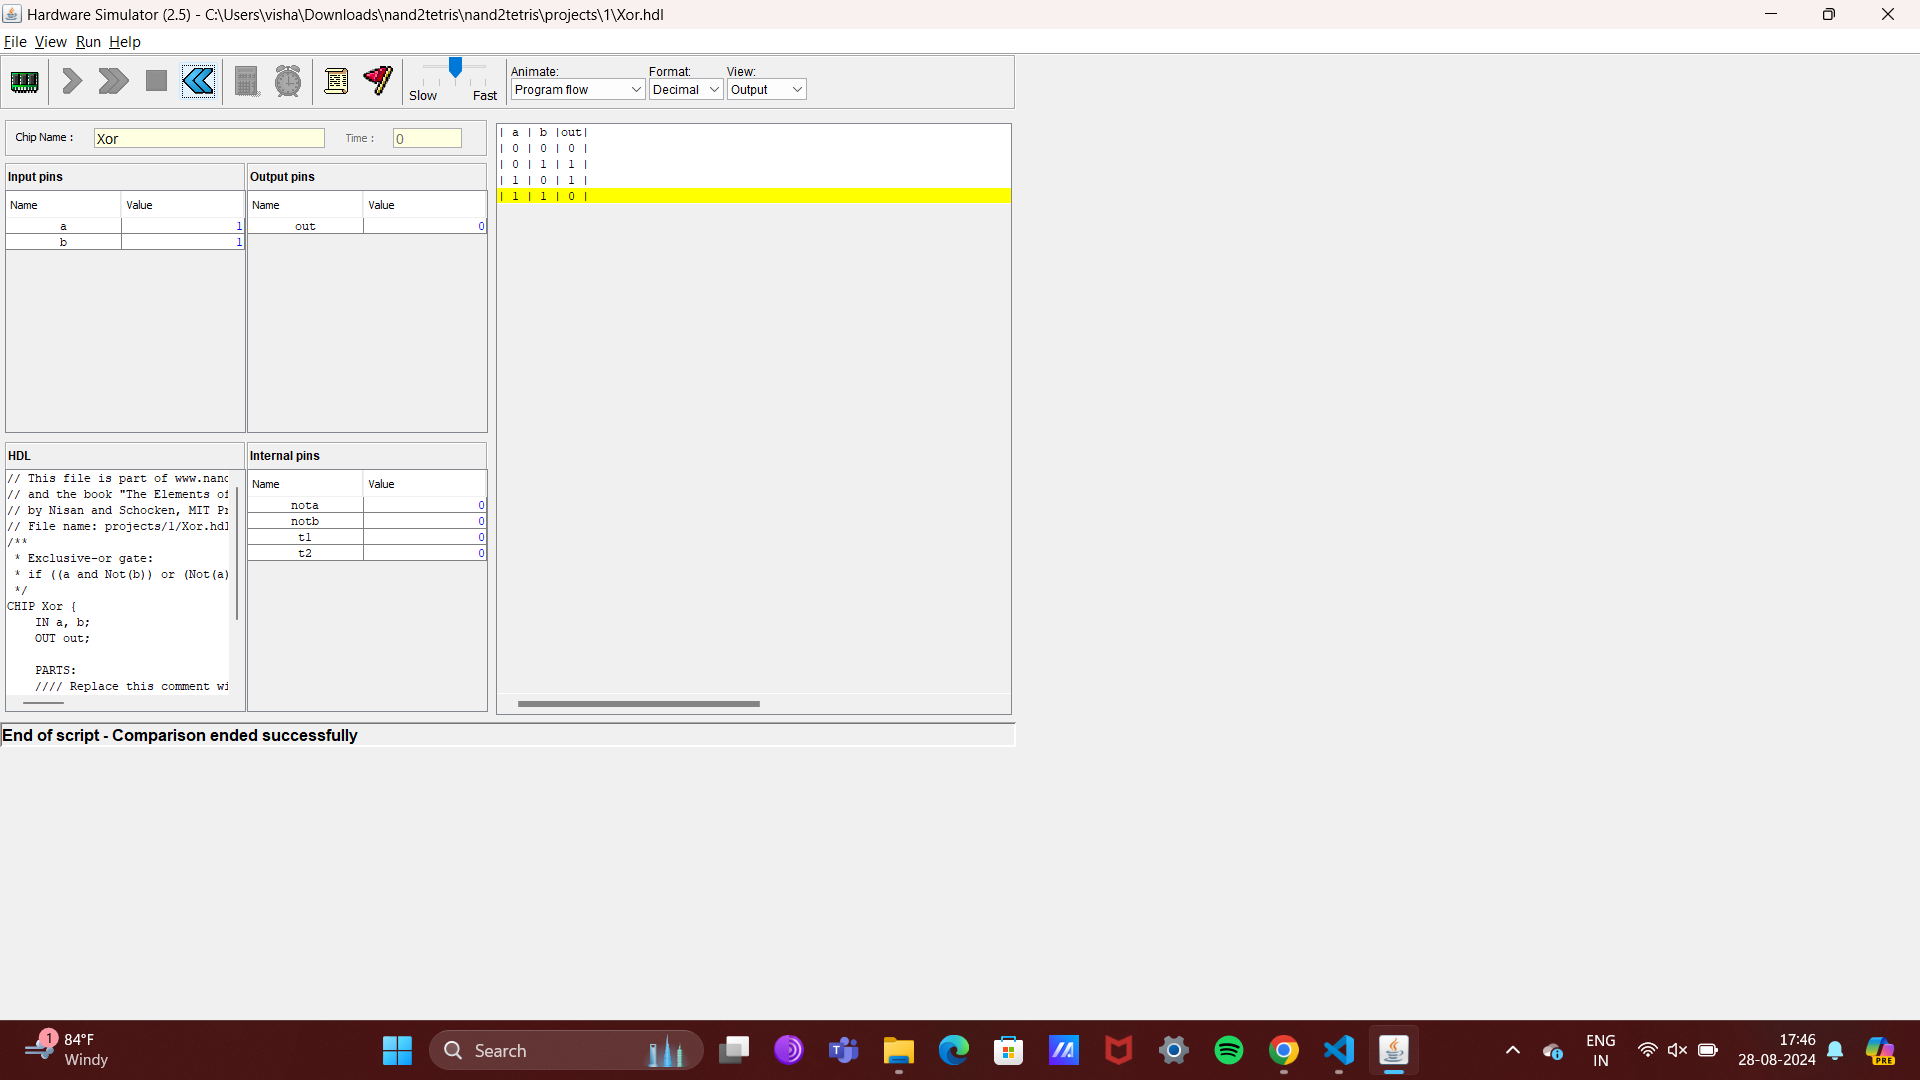 Hardware Simulator (2.5) - C:\Users\visha\Downloads\nand2tetris\nand2tetris\projects\1\Xor.hdl
File View Run Help
Slow Fast
Animate: Format: View:
Program flow Decimal Output
Chip Name : Xor Time : 0
Input pins
Name Value
a 1
b 1
Output pins
Name Value
out 0
| a | b |out|
| 0 | 0 | 0 |
| 0 | 1 | 1 |
| 1 | 0 | 1 |
| 1 | 1 | 0 |
HDL
// This file is part of www.nand
// and the book "The Elements of
// by Nisan and Schocken, MIT Pr
// File name: projects/1/Xor.hdl
/**
* Exclusive-or gate:
* if ((a and Not(b)) or (Not(a)
*/
CHIP Xor {
IN a, b;
OUT out;
PARTS:
//// Replace this comment wi
Internal pins
Name Value
nota 0
notb 0
t1 0
t2 0
End of script - Comparison ended successfully
1
84°F
Windy
Search
ENG
IN
17:46
28-08-2024
PRE